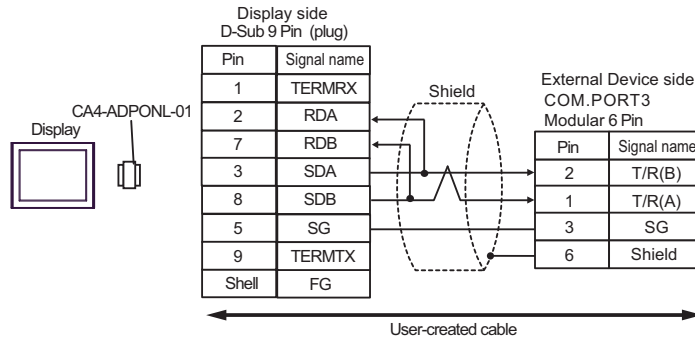 Display side
D-Sub 9 Pin (plug)
Pin Signal name
1 TERMRX
2 RDA
7 RDB
3 SDA
8 SDB
5 SG
9 TERMTX
Shell FG
CA4-ADPONL-01
Display
Shield
External Device side
COM.PORT3
Modular 6 Pin
Pin Signal name
2 T/R(B)
1 T/R(A)
3 SG
6 Shield
User-created cable